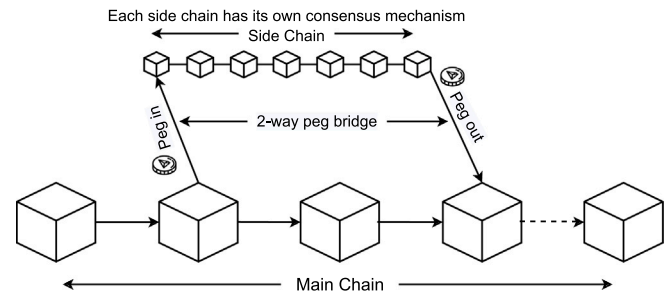 Each side chain has its own consensus mechanism
Side Chain
Peg in
2-way peg bridge
Peg out
Main Chain